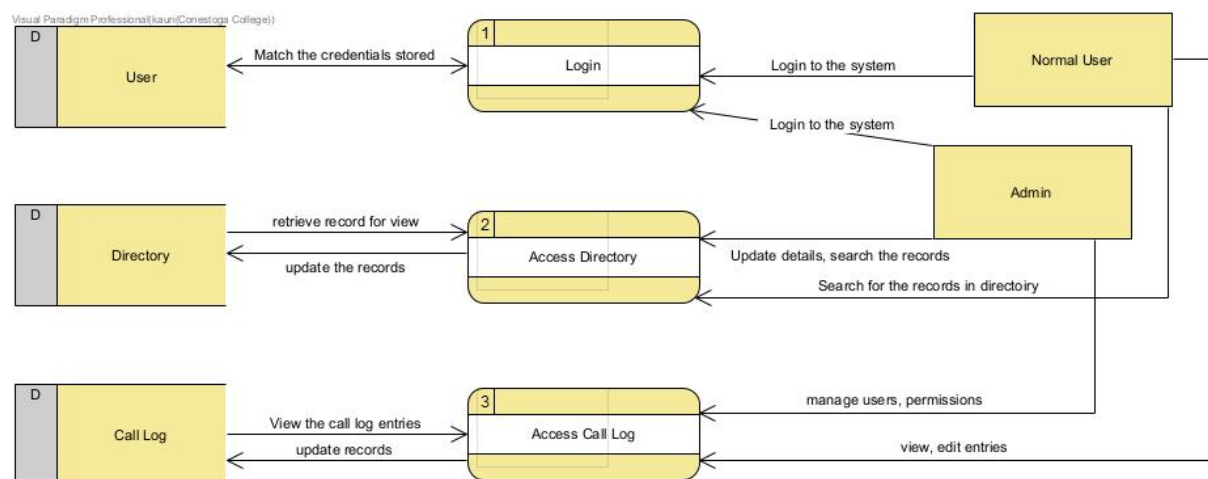 Visual Paradigm Professional(kauri(Conestoga College))
D
User
Match the credentials stored
1
Login
Login to the system
Normal User
Login to the system
Admin
D
Directory
retrieve record for view
update the records
2
Access Directory
Update details, search the records
Search for the records in directoiry
D
Call Log
View the call log entries
update records
3
Access Call Log
manage users, permissions
view, edit entries